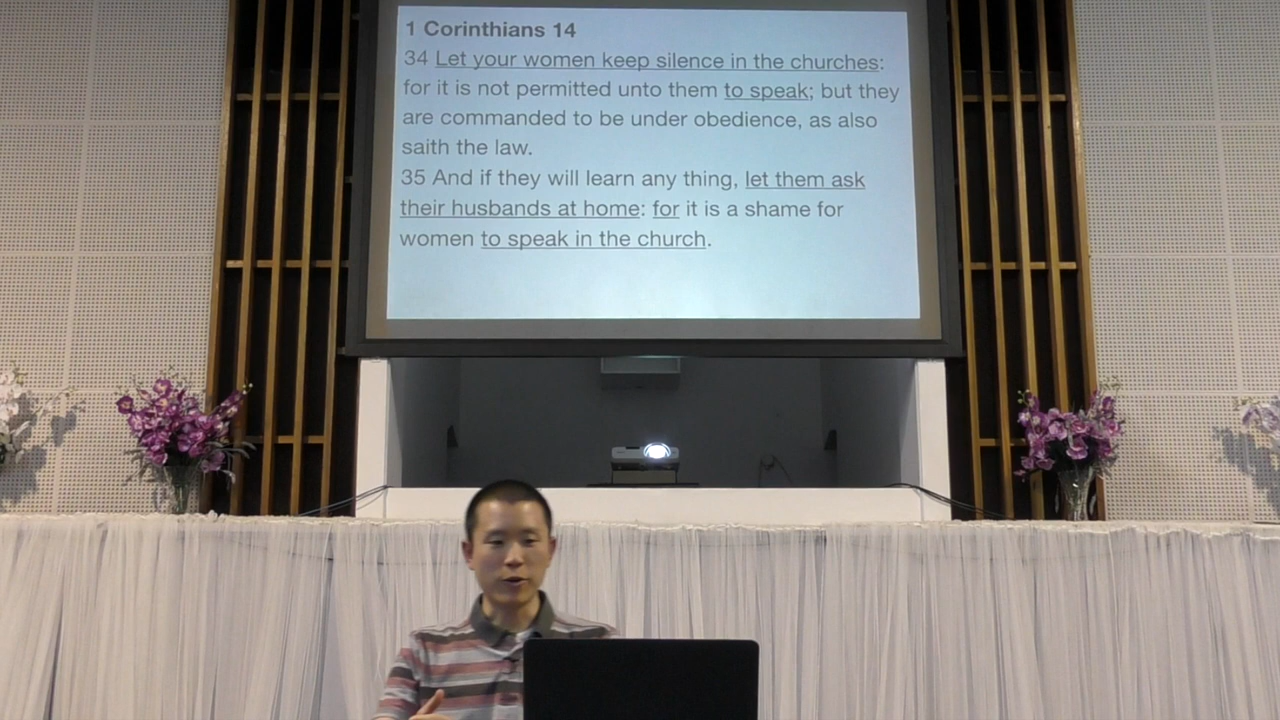 1 Corinthians 14
34 Let your women keep silence in the churches:
for it is not permitted unto them to speak; but they
are commanded to be under obedience, as also
saith the law.
35 And if they will learn any thing, let them ask
their husbands at home: for it is a shame for
women to speak in the church.